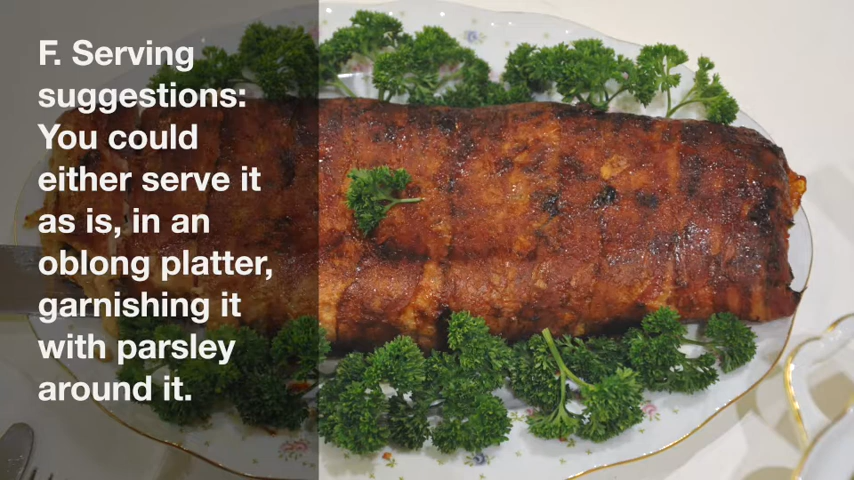 F. Serving
suggestions:
You could
either serve it
as is, in an
oblong platter,
garnishing it
with parsley
around it.